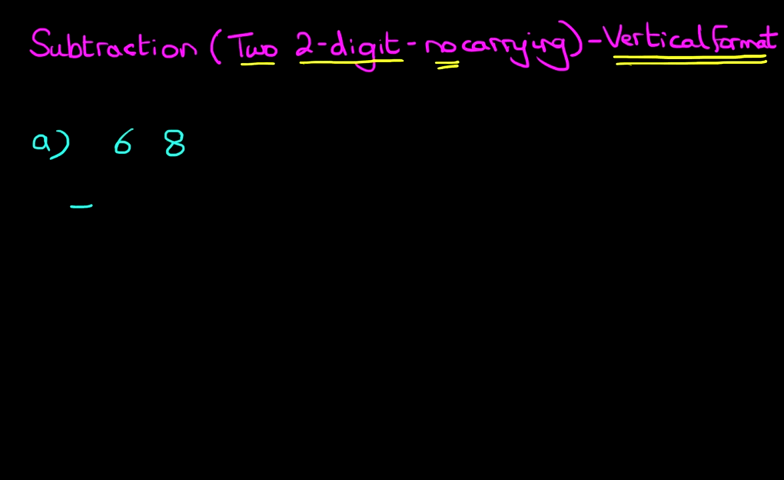 Subtraction (Two 2-digit - no carrying) - Vertical format
a) 6 8
-